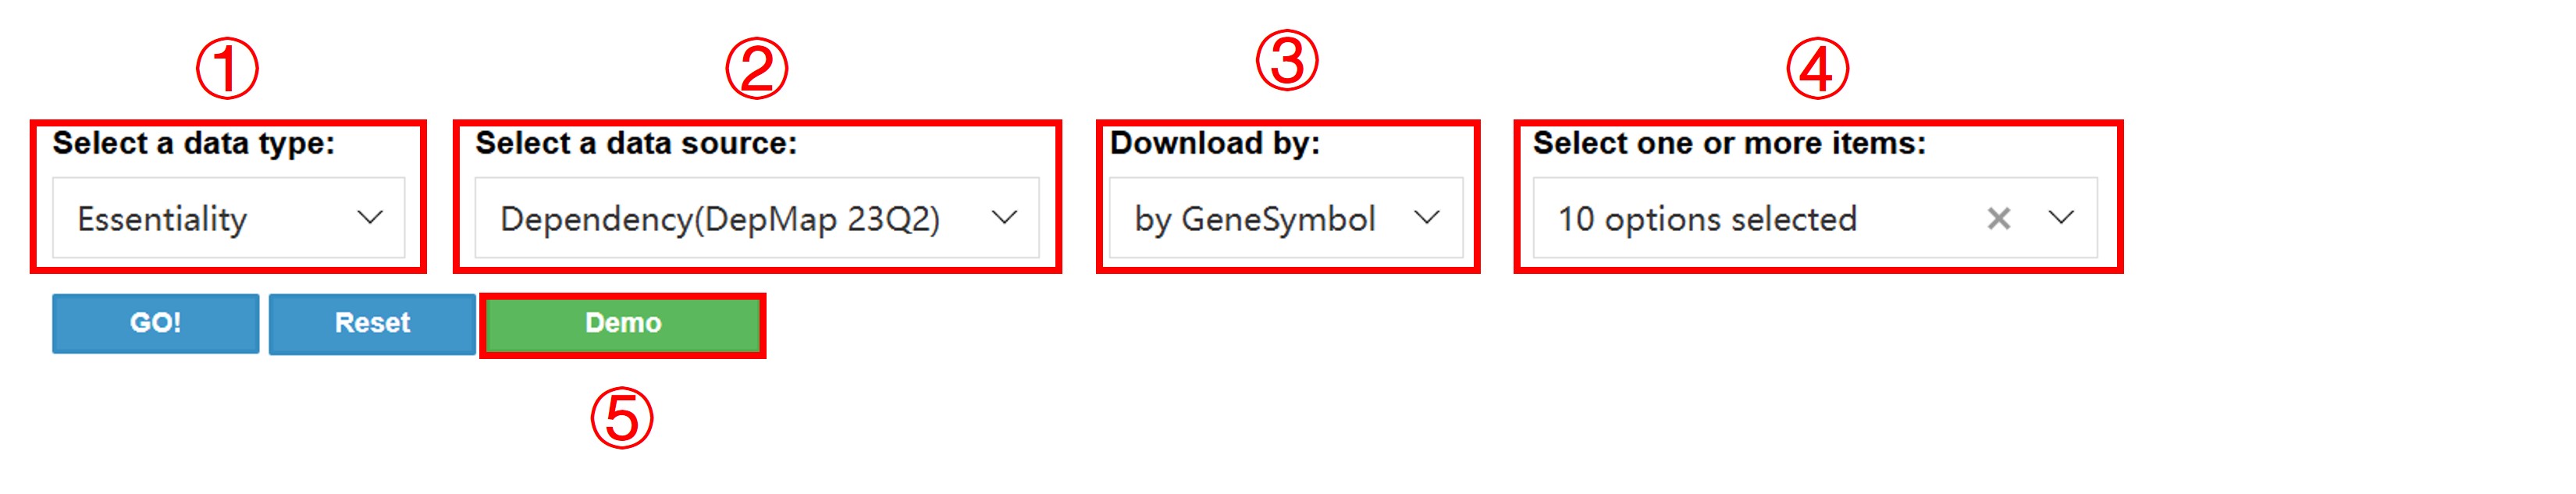 ① ② ③ ④
Select a data type: Select a data source: Download by: Select one or more items:
Essentiality Dependency(DepMap 23Q2) by GeneSymbol 10 options selected ×
GO! Reset Demo
⑤